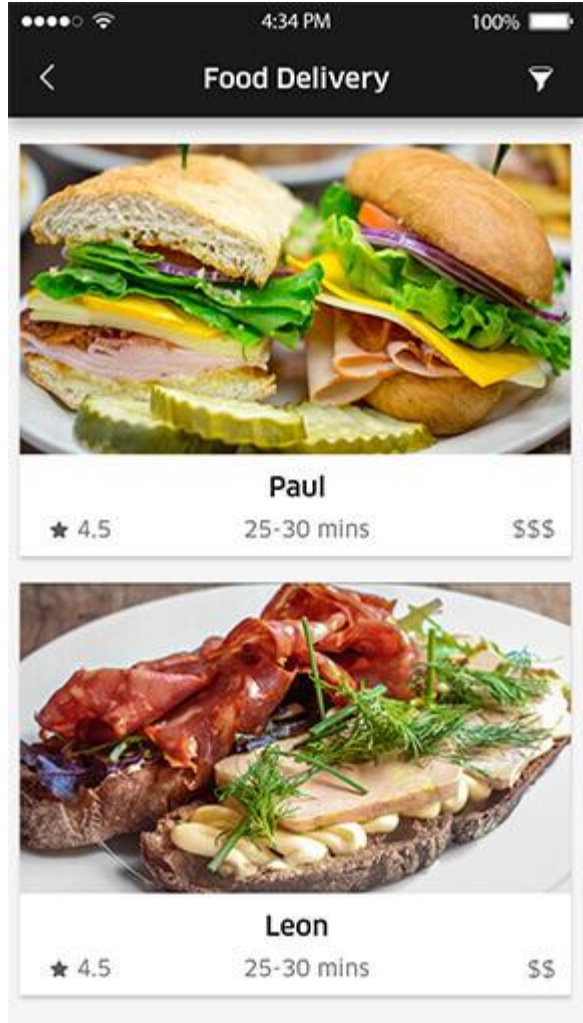 4:34 PM 100%
Food Delivery
Paul
4.5 25-30 mins $$$
Leon
4.5 25-30 mins $$